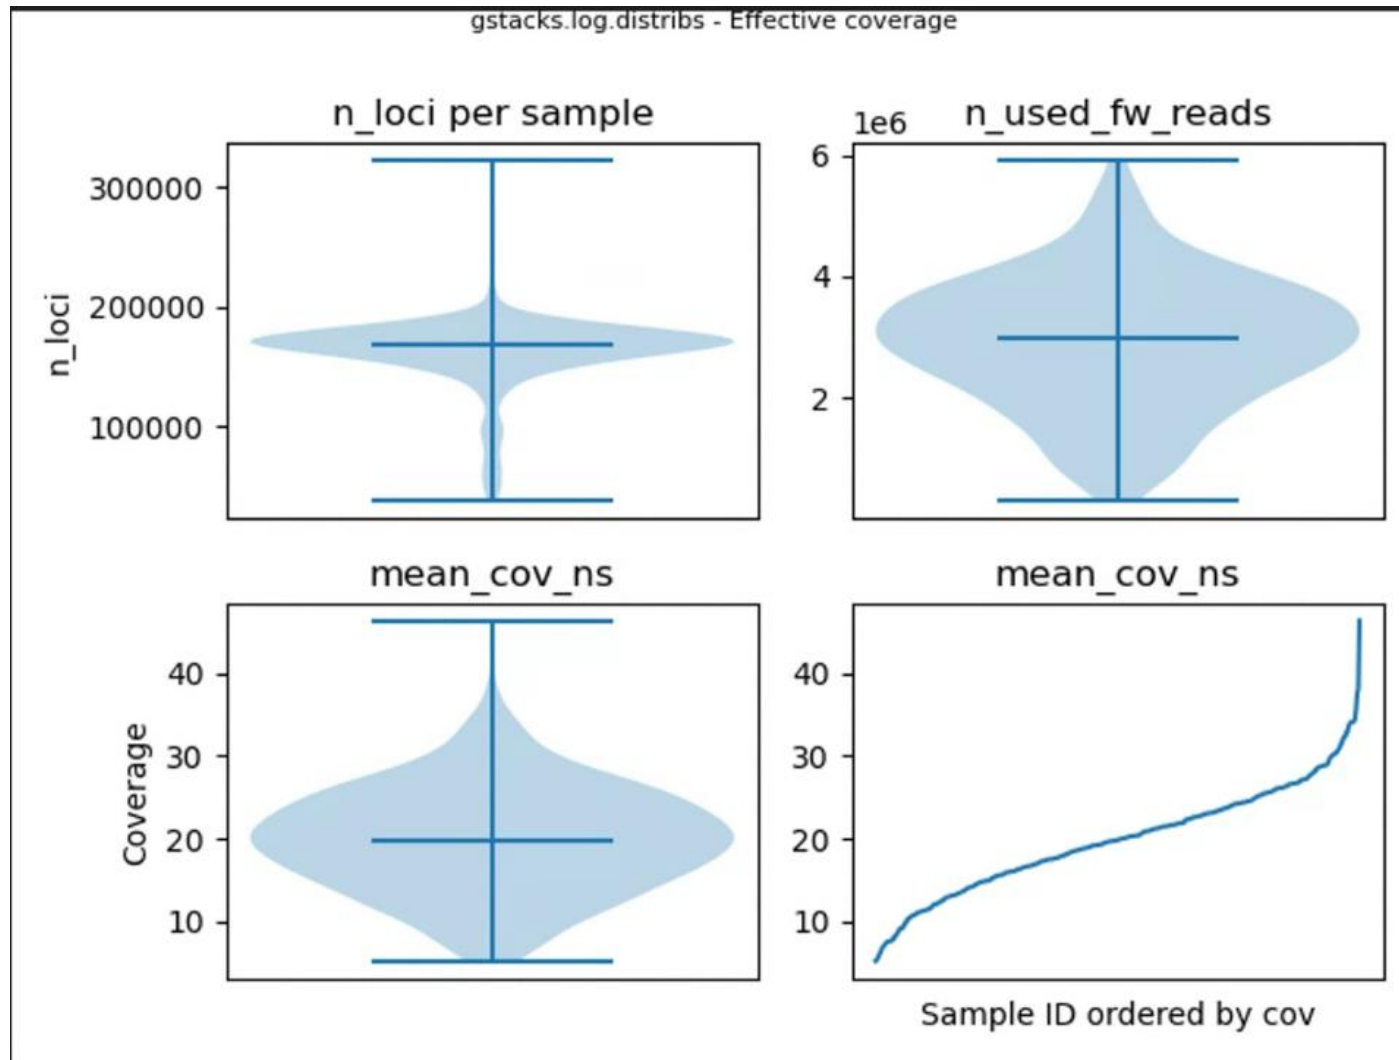 gstacks.log.distribs - Effective coverage
n_loci per sample
n_loci
300000
200000
100000
n_used_fw_reads
1e6
6
4
2
mean_cov_ns
Coverage
40
30
20
10
mean_cov_ns
40
30
20
10
Sample ID ordered by cov